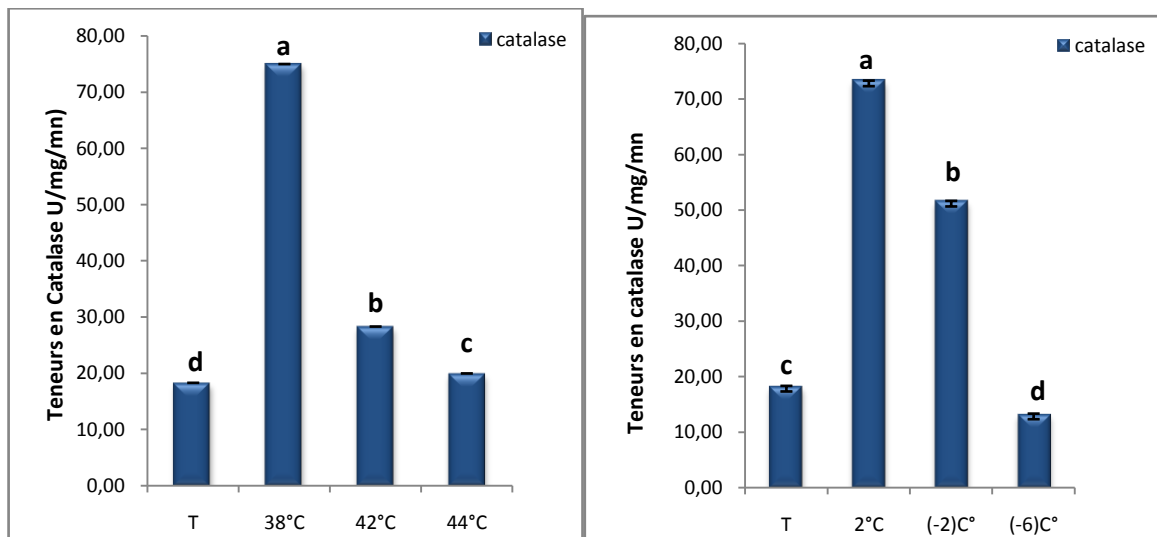 Teneurs en Catalase U/mg/mn)
80,00
70,00
60,00
50,00
40,00
30,00
20,00
10,00
0,00
catalase
d
a
b
c
T 38°C 42°C 44°C
Teneurs en catalase U/mg/mn
80,00
70,00
60,00
50,00
40,00
30,00
20,00
10,00
0,00
catalase
c
a
b
d
T 2°C (-2)C° (-6)C°